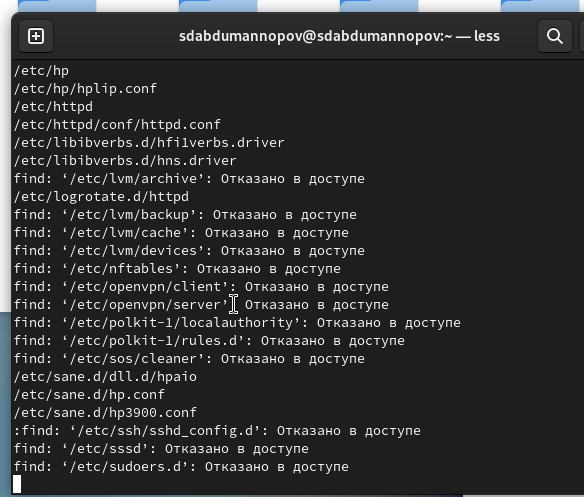 sdabdumannopov@sdabdumannopov:~ — less
/etc/hp
/etc/hp/hplip.conf
/etc/httpd
/etc/httpd/conf/httpd.conf
/etc/libibverbs.d/hfi1verbs.driver
/etc/libibverbs.d/hns.driver
find: ‘/etc/lvm/archive’: Отказано в доступе
/etc/logrotate.d/httpd
find: ‘/etc/lvm/backup’: Отказано в доступе
find: ‘/etc/lvm/cache’: Отказано в доступе
find: ‘/etc/lvm/devices’: Отказано в доступе
find: ‘/etc/nftables’: Отказано в доступе
find: ‘/etc/openvpn/client’: Отказано в доступе
find: ‘/etc/openvpn/server’: Отказано в доступе
find: ‘/etc/polkit-1/localauthority’: Отказано в доступе
find: ‘/etc/polkit-1/rules.d’: Отказано в доступе
find: ‘/etc/sos/cleaner’: Отказано в доступе
/etc/sane.d/dll.d/hpaio
/etc/sane.d/hp.conf
/etc/sane.d/hp3900.conf
:find: ‘/etc/ssh/sshd_config.d’: Отказано в доступе
find: ‘/etc/sssd’: Отказано в доступе
find: ‘/etc/sudoers.d’: Отказано в доступе